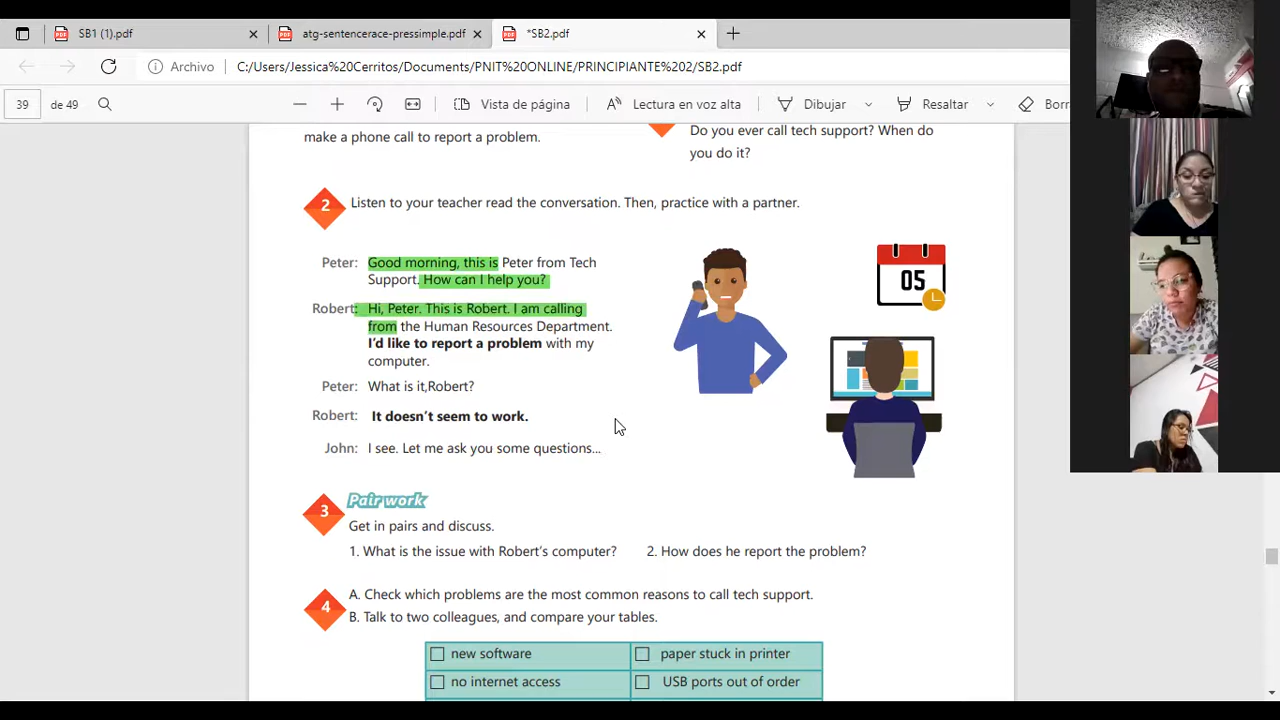 SB1 (1).pdf
atg-sentencerace-pressimple.pdf
*SB2.pdf
Archivo
C:/Users/Jessica%20Cerritos/Documents/PNIT%20ONLINE/PRINCIPIANTE%202/SB2.pdf
39
de 49
Vista de página
Lectura en voz alta
Dibujar
Resaltar
make a phone call to report a problem.
Do you ever call tech support? When do
you do it?
2
Listen to your teacher read the conversation. Then, practice with a partner.
Peter: Good morning, this is Peter from Tech
Support. How can I help you?
Robert: Hi, Peter. This is Robert. I am calling
from the Human Resources Department.
I'd like to report a problem with my
computer.
Peter: What is it,Robert?
Robert: It doesn't seem to work.
John: I see. Let me ask you some questions...
05
3
Pair work
Get in pairs and discuss.
1. What is the issue with Robert's computer?
2. How does he report the problem?
4
A. Check which problems are the most common reasons to call tech support.
B. Talk to two colleagues, and compare your tables.
new software
paper stuck in printer
no internet access
USB ports out of order